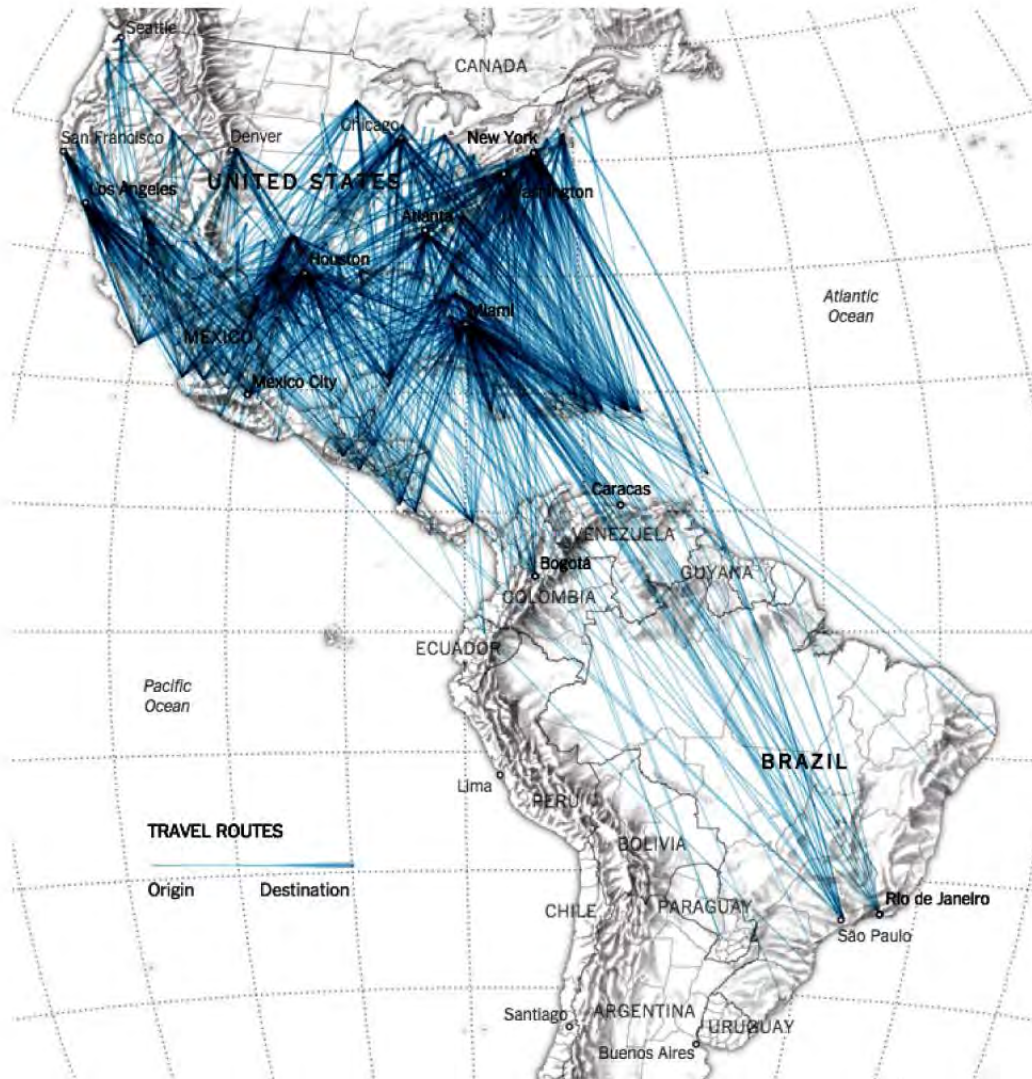 Seattle
CANADA
San Francisco
Denver
Chicago
New York
Los Angeles
UNITED STATES
Washington
Atlanta
Houston
Atlantic
Ocean
Miami
MEXICO
Mexico City
Caracas
VENEZUELA
Bogotá
GUYANA
COLOMBIA
ECUADOR
Pacific
Ocean
BRAZIL
Lima
PERU
TRAVEL ROUTES
BOLIVIA
Origin
Destination
Rio de Janeiro
CHILE
PARAGUAY
São Paulo
Santiago
ARGENTINA
URUGUAY
Buenos Aires